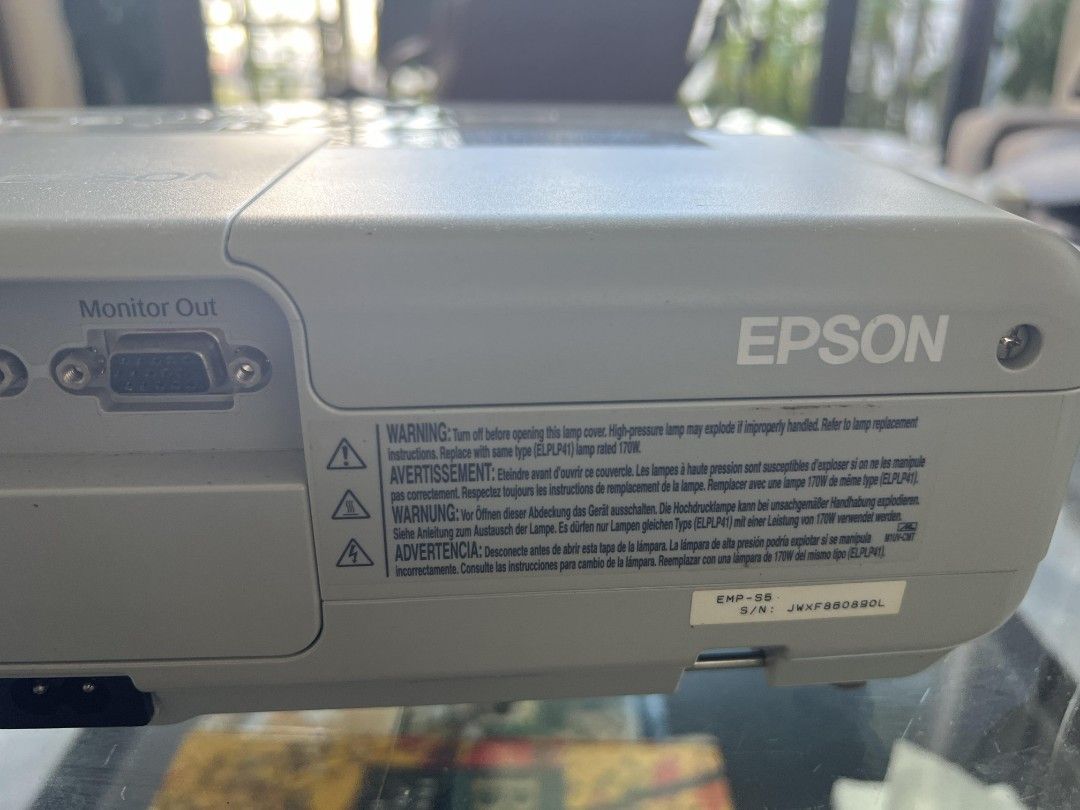 Monitor Out
EPSON
WARNING: Turn off before opening this lamp cover. High-pressure lamp may explode if improperly handled. Refer to lamp replacement
instructions. Replace with same type (ELPLP41) lamp rated 170W.
AVERTISSEMENT: Eteindre avant d'ouvrir ce couvercle. Les lampes à haute pression sont susceptibles d'exploser si on ne les manipule
pas correctement. Respectez toujours les instructions de remplacement de la lampe. Remplacer avec une lampe 170W de même type (ELPLP41).
WARNUNG: Vor Öffnen dieser Abdeckung das Gerät ausschalten. Die Hochdrucklampe kann bei unsachgemäßer Handhabung explodieren.
Siehe Anleitung zum Austausch der Lampe. Es dürfen nur Lampen gleichen Typs (ELPLP41) mit einer Leistung von 170W verwendet werden.
ADVERTENCIA: Desconecte antes de abrir esta tapa de la lámpara. La lámpara de alta presión podría explotar si se manipula
incorrectamente. Consulte las instrucciones para cambio de la lámpara. Reemplazar con una lámpara de 170W del mismo tipo (ELPLP41).
M1UV-CMT
EMP-S5
S/N: JWXF850890L